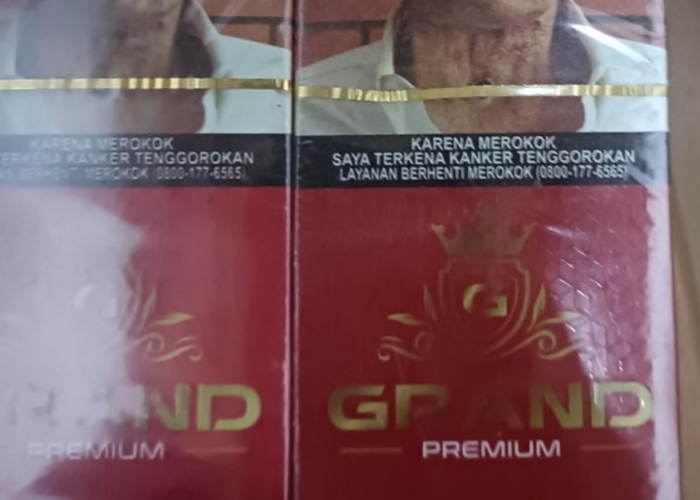 KARENA MEROKOK
TERKENA KANKER TENGGOROKAN
BERHENTI MEROKOK (0800-177-6565)
G
GRAND
PREMIUM
KARENA MEROKOK
SAYA TERKENA KANKER TENGGOROKAN
LAYANAN BERHENTI MEROKOK (0800-177-6565)
G
GRAND
PREMIUM